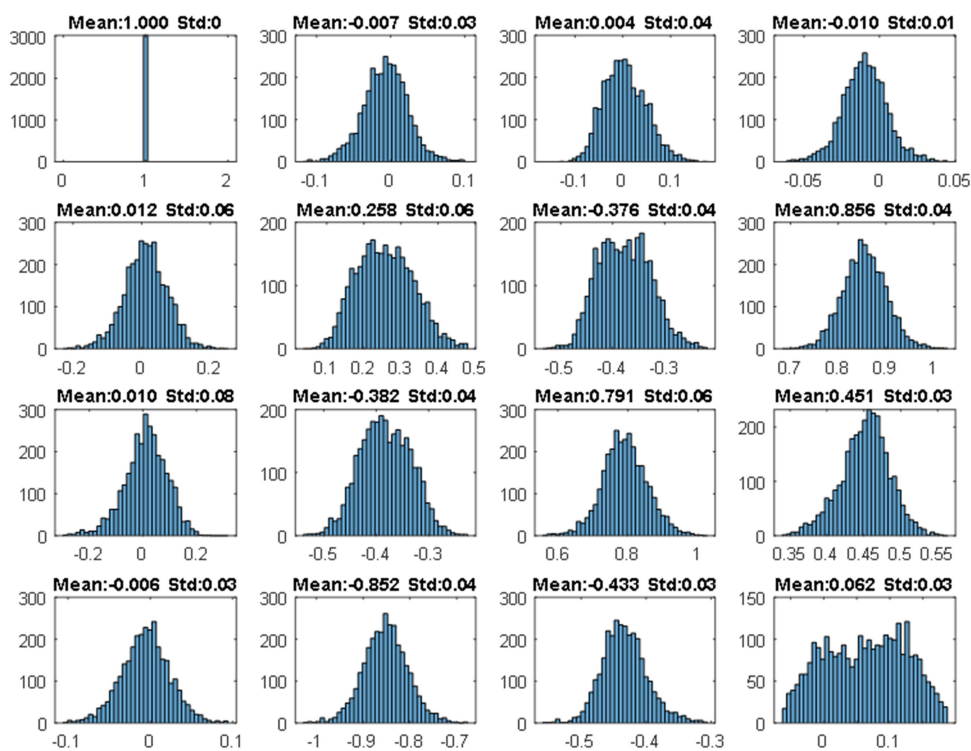 Mean:1.000 Std:0
3000
2000
1000
0
0 1 2
Mean:-0.007 Std:0.03
300
200
100
0
-0.1 0 0.1
Mean:0.004 Std:0.04
300
200
100
0
-0.1 0 0.1
Mean:-0.010 Std:0.01
300
200
100
0
-0.05 0 0.05
Mean:0.012 Std:0.06
300
200
100
0
-0.2 0 0.2
Mean:0.258 Std:0.06
200
100
0
0.1 0.2 0.3 0.4 0.5
Mean:-0.376 Std:0.04
200
100
0
-0.5 -0.4 -0.3
Mean:0.856 Std:0.04
300
200
100
0
0.7 0.8 0.9 1
Mean:0.010 Std:0.08
300
200
100
0
-0.2 0 0.2
Mean:-0.382 Std:0.04
200
100
0
-0.5 -0.4 -0.3
Mean:0.791 Std:0.06
300
200
100
0
0.6 0.8 1
Mean:0.451 Std:0.03
200
100
0
0.35 0.4 0.45 0.5 0.55
Mean:-0.006 Std:0.03
300
200
100
0
-0.1 0 0.1
Mean:-0.852 Std:0.04
300
200
100
0
-1 -0.9 -0.8 -0.7
Mean:-0.433 Std:0.03
300
200
100
0
-0.5 -0.4 -0.3
Mean:0.062 Std:0.03
150
100
50
0
0 0.1